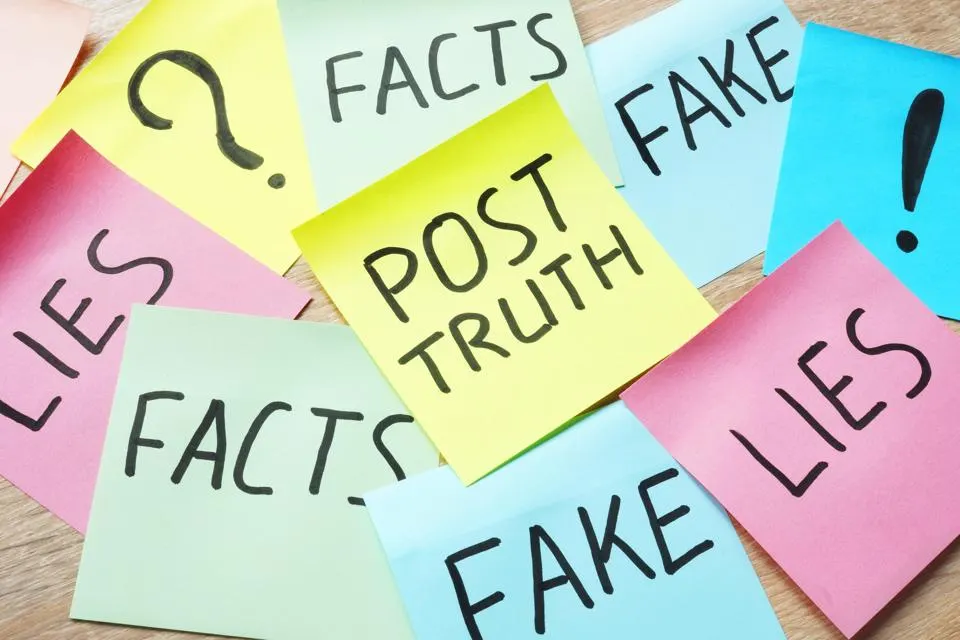 ?
FACTS
FAKE
!
LIES
POST
TRUTH
LIES
FACTS
FAKE